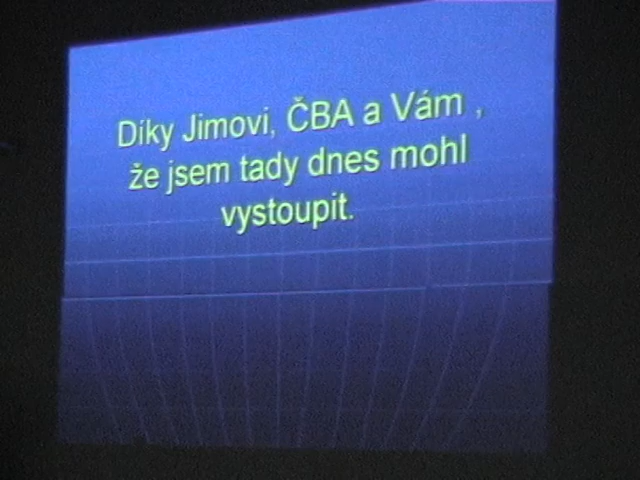 Díky Jimovi, ČBA a Vám ,
že jsem tady dnes mohl
vystoupit.